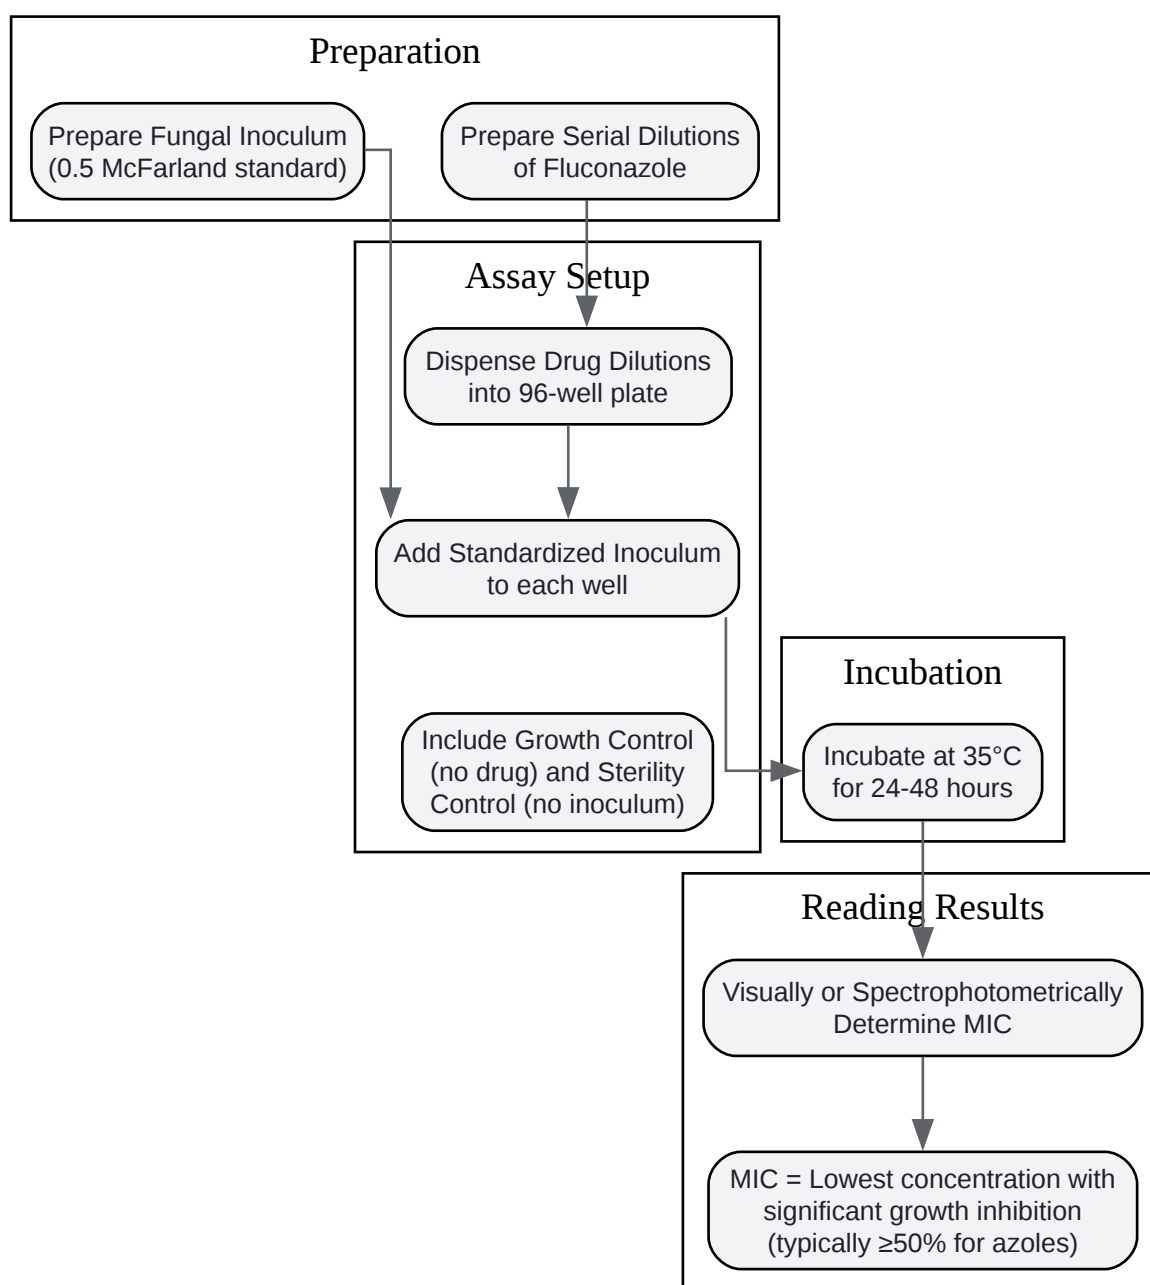 Preparation
Prepare Fungal Inoculum
(0.5 McFarland standard)
Prepare Serial Dilutions
of Fluconazole
Assay Setup
Dispense Drug Dilutions
into 96-well plate
Add Standardized Inoculum
to each well
Include Growth Control
(no drug) and Sterility
Control (no inoculum)
Incubation
Incubate at 35°C
for 24-48 hours
Reading Results
Visually or Spectrophotometrically
Determine MIC
MIC = Lowest concentration with
significant growth inhibition
(typically ≥50% for azoles)